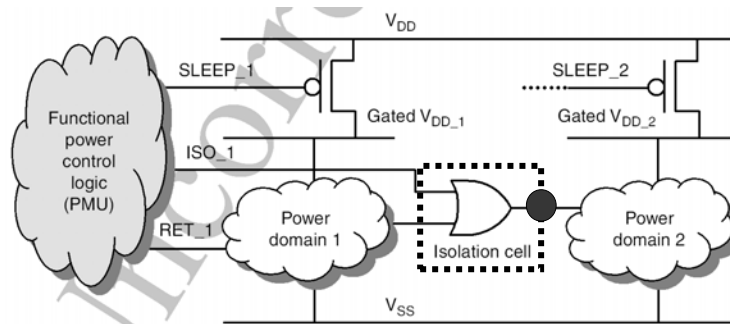 V_DD
SLEEP_1
SLEEP_2
Functional
power
control
logic
(PMU)
Gated V_DD_1
Gated V_DD_2
ISO_1
RET_1
Power
domain 1
Isolation cell
Power
domain 2
V_SS